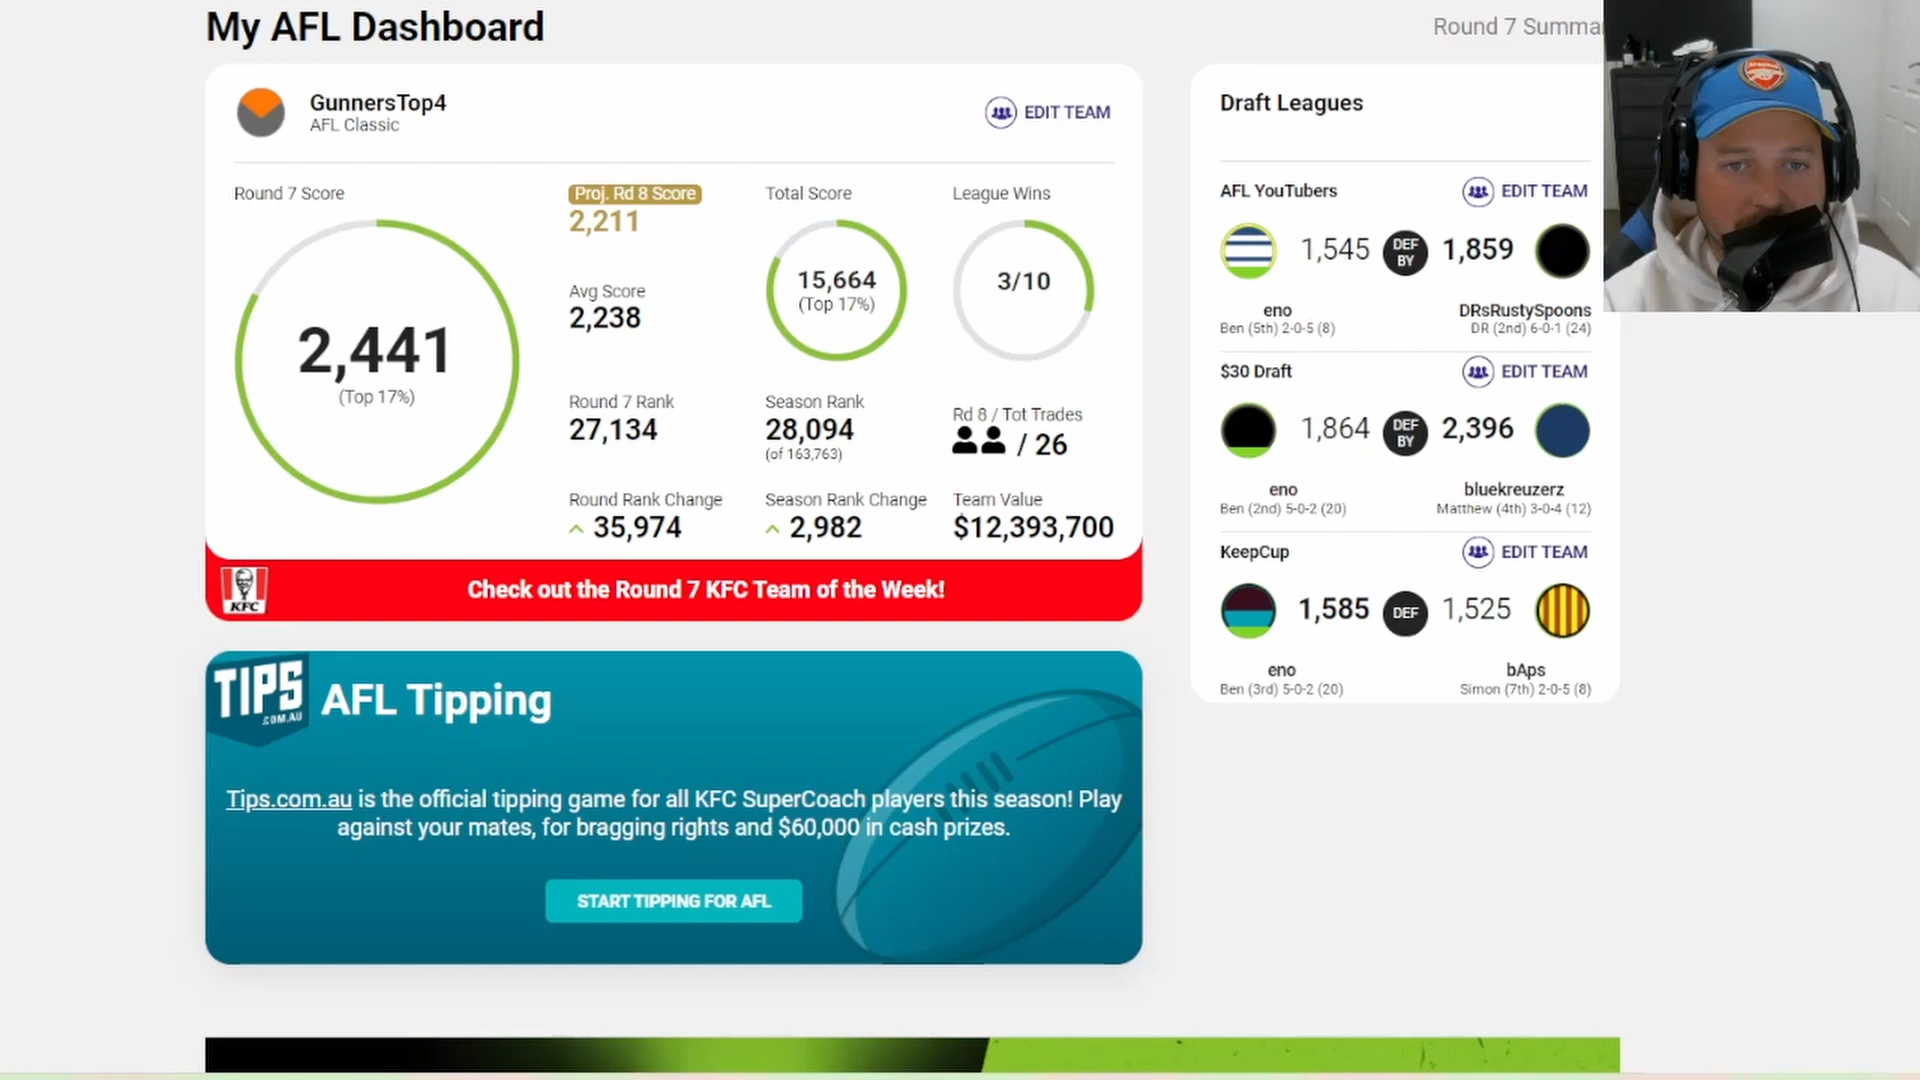 My AFL Dashboard
Round 7 Summar
GunnersTop4
AFL Classic
EDIT TEAM
Round 7 Score
2,441
(Top 17%)
Proj. Rd 8 Score
2,211
Avg Score
2,238
Round 7 Rank
27,134
Round Rank Change
35,974
Total Score
15,664
(Top 17%)
Season Rank
28,094
(of 163,763)
Season Rank Change
2,982
League Wins
3/10
Rd 8 / Tot Trades
/ 26
Team Value
$12,393,700
KFC
Check out the Round 7 KFC Team of the Week!
Draft Leagues
AFL YouTubers
EDIT TEAM
1,545
DEF
BY
1,859
eno
DRsRustySpoons
Ben (5th) 2-0-5 (8)
DR (2nd) 6-0-1 (24)
$30 Draft
EDIT TEAM
1,864
DEF
BY
2,396
eno
bluekreuzerz
Ben (2nd) 5-0-2 (20)
Matthew (4th) 3-0-4 (12)
KeepCup
EDIT TEAM
1,585
DEF
1,525
eno
bAps
Ben (3rd) 5-0-2 (20)
Simon (7th) 2-0-5 (8)
TIPS
.COM.AU
AFL Tipping
Tips.com.au is the official tipping game for all KFC SuperCoach players this season! Play
against your mates, for bragging rights and $60,000 in cash prizes.
START TIPPING FOR AFL